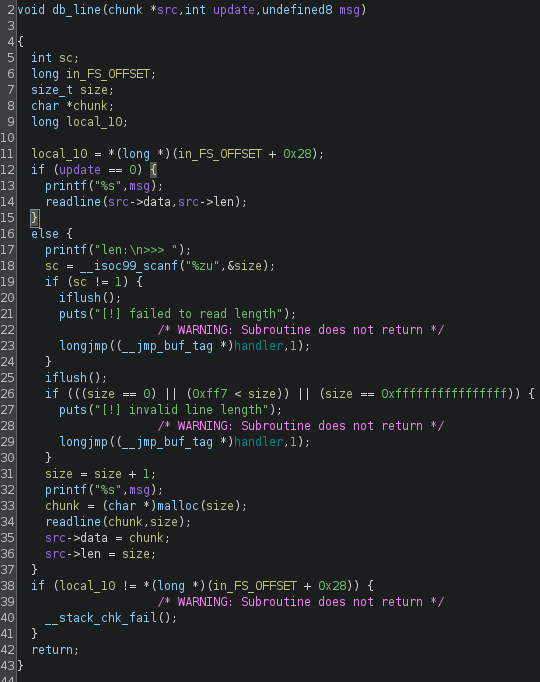 2 void db_line(chunk *src,int update,undefined8 msg)
3
4 {
5 int sc;
6 long in_FS_OFFSET;
7 size_t size;
8 char *chunk;
9 long local_10;
10
11 local_10 = *(long *)(in_FS_OFFSET + 0x28);
12 if (update == 0) {
13 printf("%s",msg);
14 readline(src->data,src->len);
15 }
16 else {
17 printf("len:\n>>> ");
18 sc = __isoc99_scanf("%zu",&size);
19 if (sc != 1) {
20 iflush();
21 puts("[!] failed to read length");
22 /* WARNING: Subroutine does not return */
23 longjmp((__jmp_buf_tag *)handler,1);
24 }
25 iflush();
26 if (((size == 0) || (0xff7 < size)) || (size == 0xffffffffffffffff)) {
27 puts("[!] invalid line length");
28 /* WARNING: Subroutine does not return */
29 longjmp((__jmp_buf_tag *)handler,1);
30 }
31 size = size + 1;
32 printf("%s",msg);
33 chunk = (char *)malloc(size);
34 readline(chunk,size);
35 src->data = chunk;
36 src->len = size;
37 }
38 if (local_10 != *(long *)(in_FS_OFFSET + 0x28)) {
39 /* WARNING: Subroutine does not return */
40 __stack_chk_fail();
41 }
42 return;
43 }
44